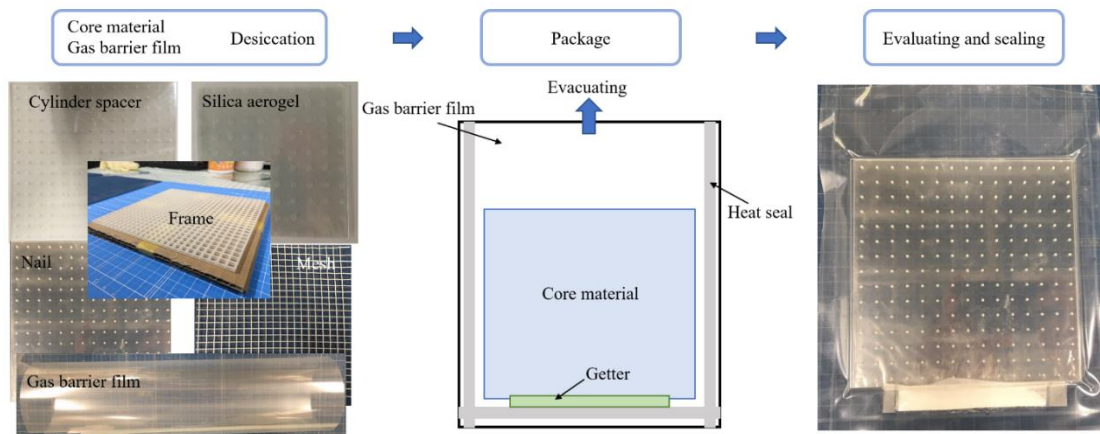 Core material
Gas barrier film
Desiccation
Package
Evaluating and sealing
Cylinder spacer
Silica aerogel
Frame
Nail
Mesh
Gas barrier film
Evacuating
Gas barrier film
Heat seal
Core material
Getter